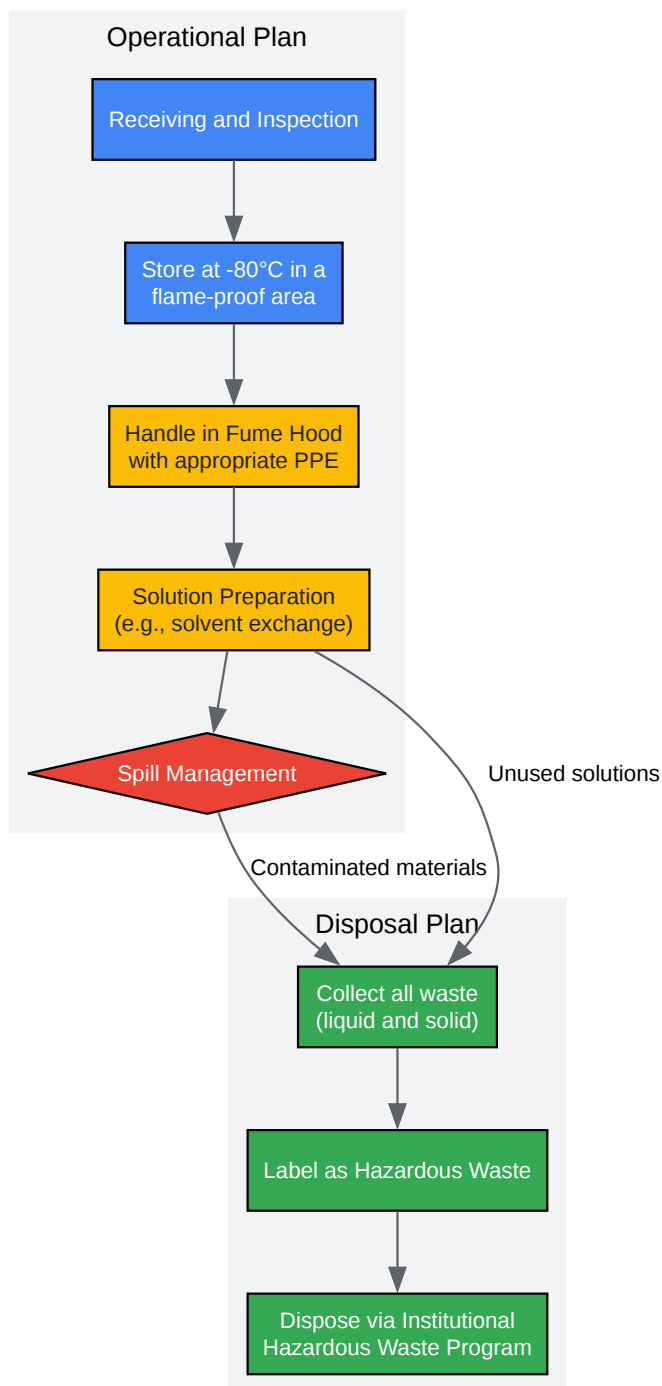 Operational Plan
Receiving and Inspection
Store at -80°C in a
flame-proof area
Handle in Fume Hood
with appropriate PPE
Solution Preparation
(e.g., solvent exchange)
Spill Management
Unused solutions
Contaminated materials
Disposal Plan
Collect all waste
(liquid and solid)
Label as Hazardous Waste
Dispose via Institutional
Hazardous Waste Program